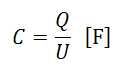 C = Q/U [F]